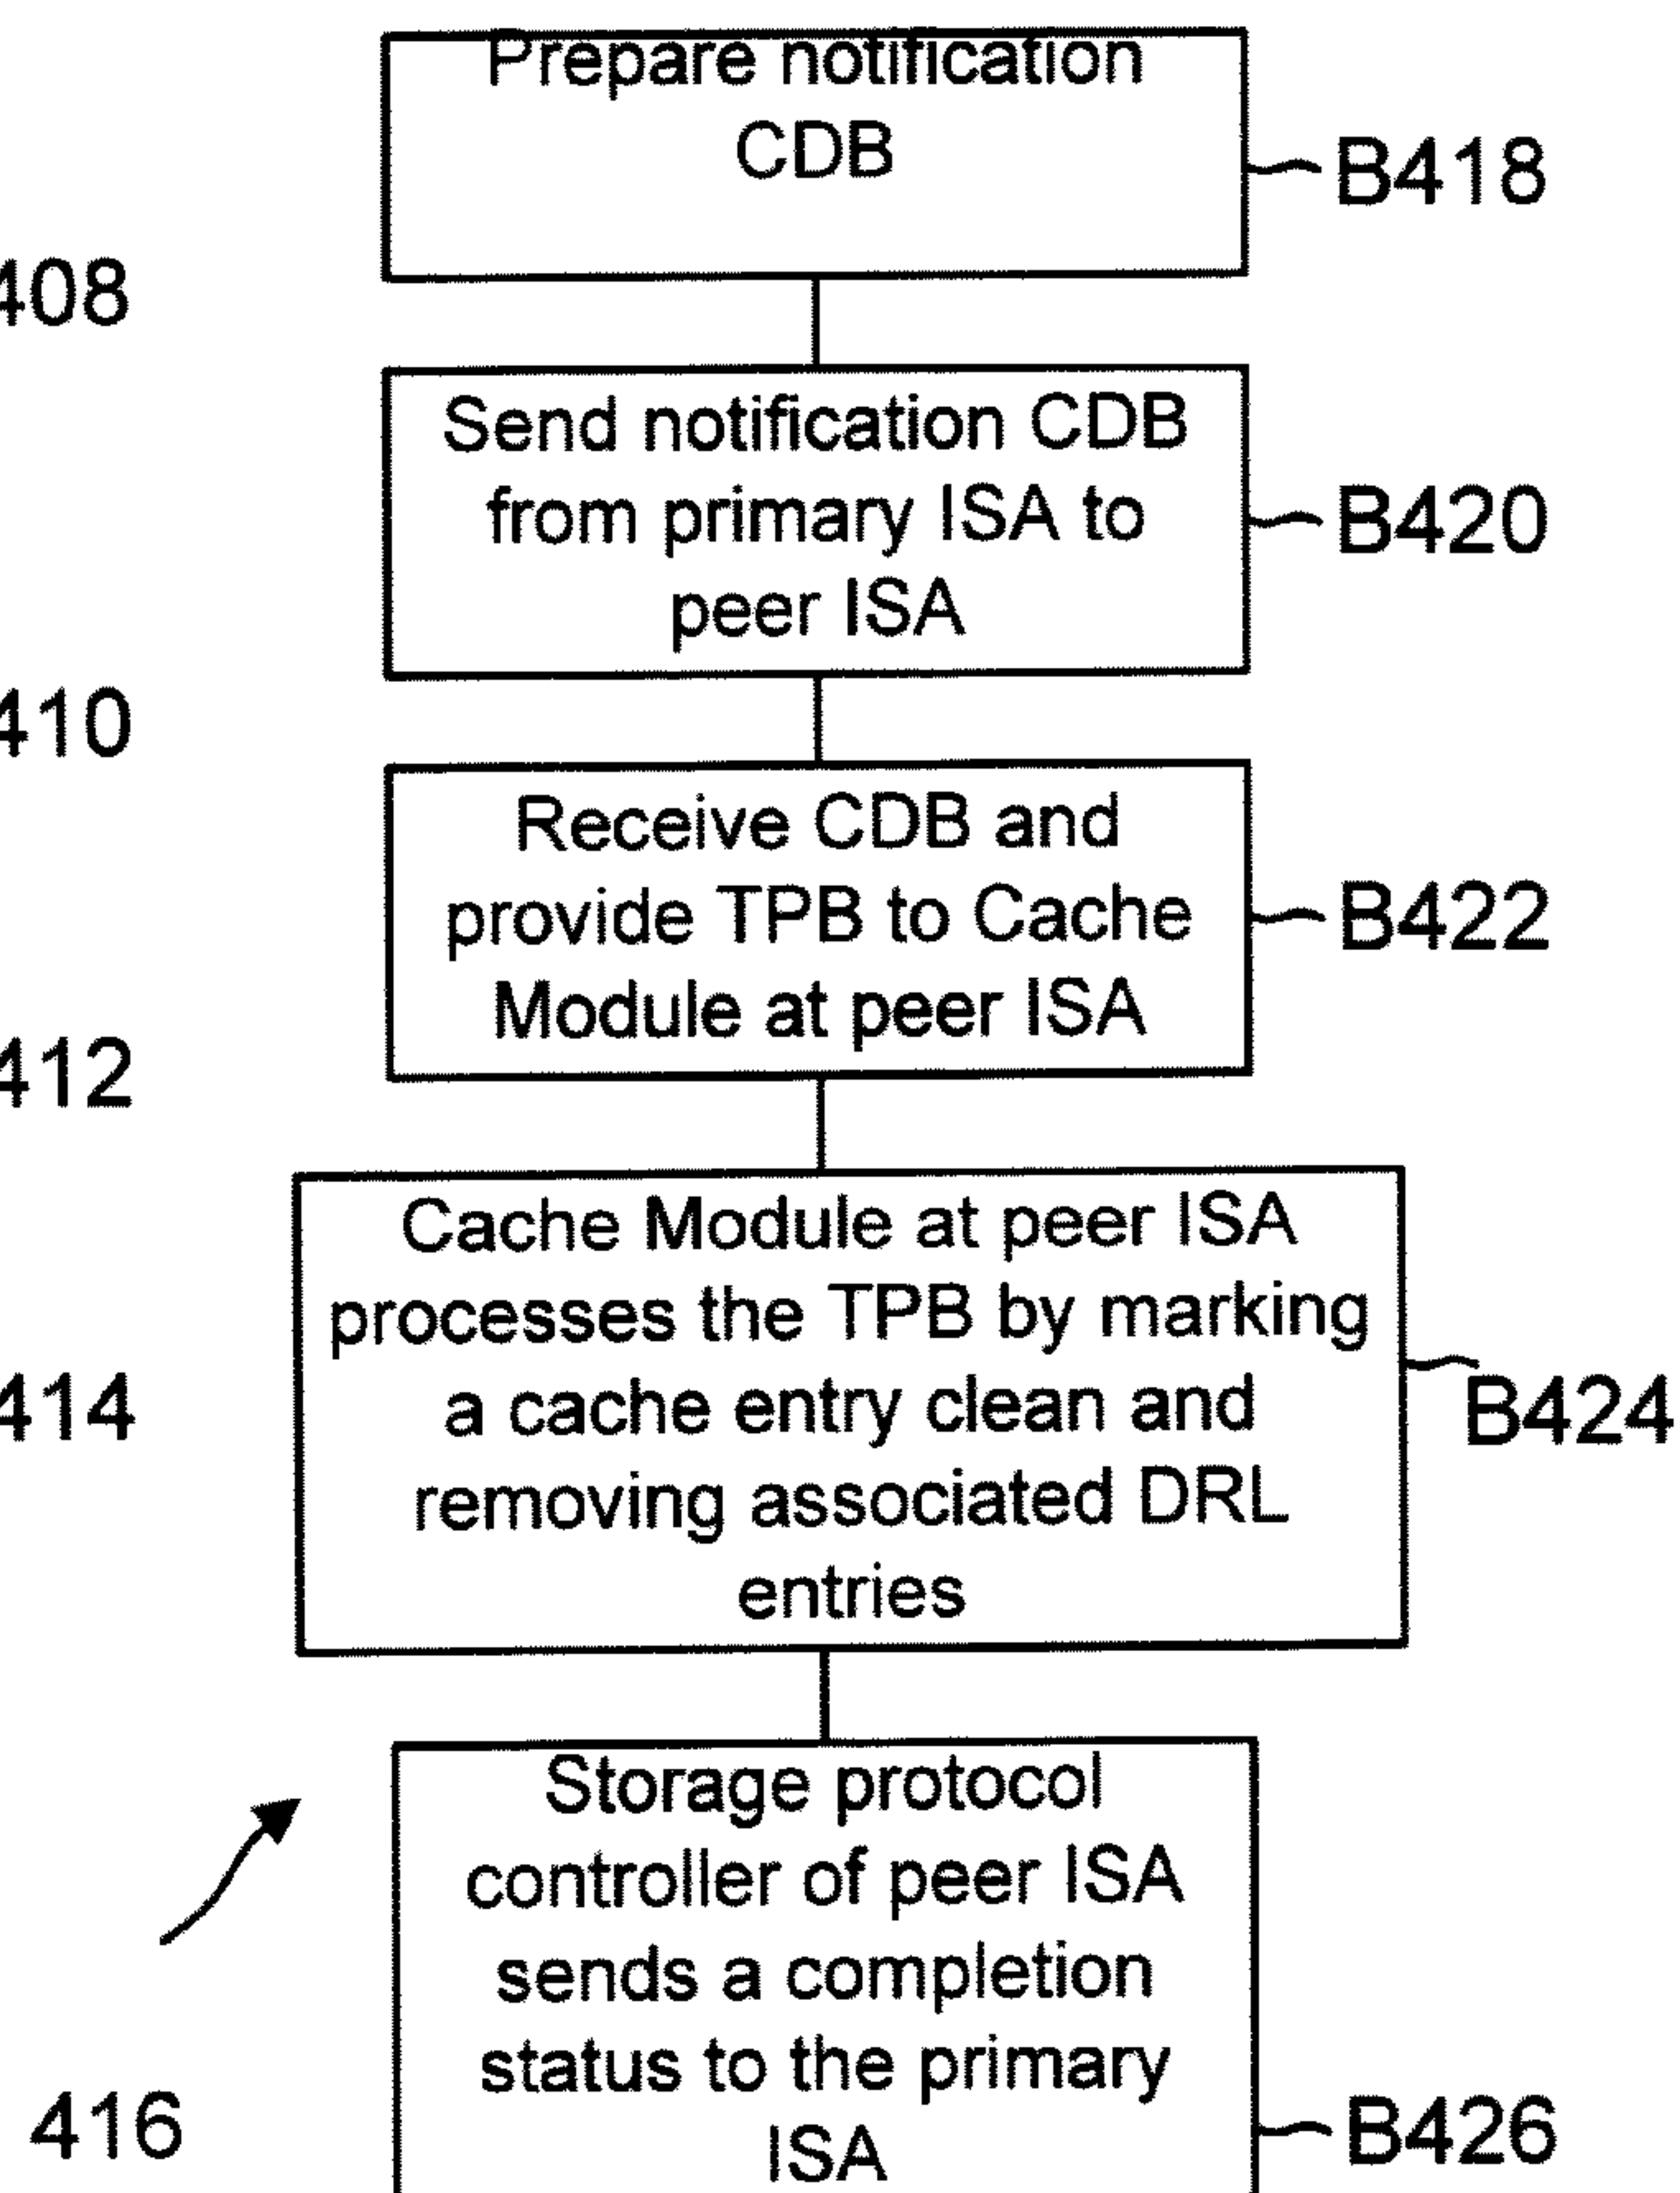 Prepare notification
CDB
B418
408
Send notification CDB
from primary ISA to
peer ISA
B420
410
Receive CDB and
provide TPB to Cache
Module at peer ISA
B422
412
Cache Module at peer ISA
processes the TPB by marking
a cache entry clean and
removing associated DRL
entries
B424
414
Storage protocol
controller of peer ISA
sends a completion
status to the primary
ISA
B426
416